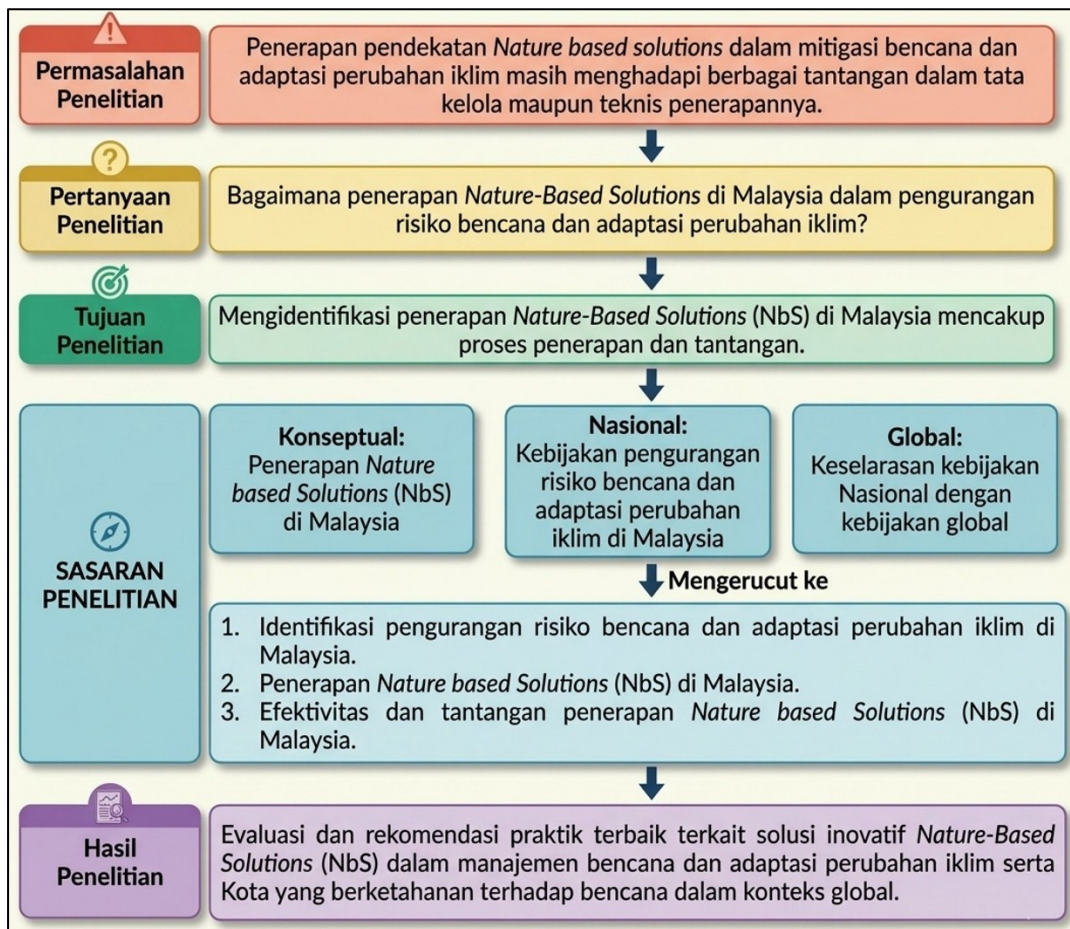 Permasalahan
Penelitian
Penerapan pendekatan Nature based solutions dalam mitigasi bencana dan
adaptasi perubahan iklim masih menghadapi berbagai tantangan dalam tata
kelola maupun teknis penerapannya.
?
Pertanyaan
Penelitian
Bagaimana penerapan Nature-Based Solutions di Malaysia dalam pengurangan
risiko bencana dan adaptasi perubahan iklim?
Tujuan
Penelitian
Mengidentifikasi penerapan Nature-Based Solutions (NbS) di Malaysia mencakup
proses penerapan dan tantangan.
SASARAN
PENELITIAN
Konseptual:
Penerapan Nature
based Solutions (NbS)
di Malaysia
Nasional:
Kebijakan pengurangan
risiko bencana dan
adaptasi perubahan
iklim di Malaysia
Global:
Keselarasan kebijakan
Nasional dengan
kebijakan global
Mengerucut ke
1. Identifikasi pengurangan risiko bencana dan adaptasi perubahan iklim di
Malaysia.
2. Penerapan Nature based Solutions (NbS) di Malaysia.
3. Efektivitas dan tantangan penerapan Nature based Solutions (NbS) di
Malaysia.
Hasil
Penelitian
Evaluasi dan rekomendasi praktik terbaik terkait solusi inovatif Nature-Based
Solutions (NbS) dalam manajemen bencana dan adaptasi perubahan iklim serta
Kota yang berketahanan terhadap bencana dalam konteks global.